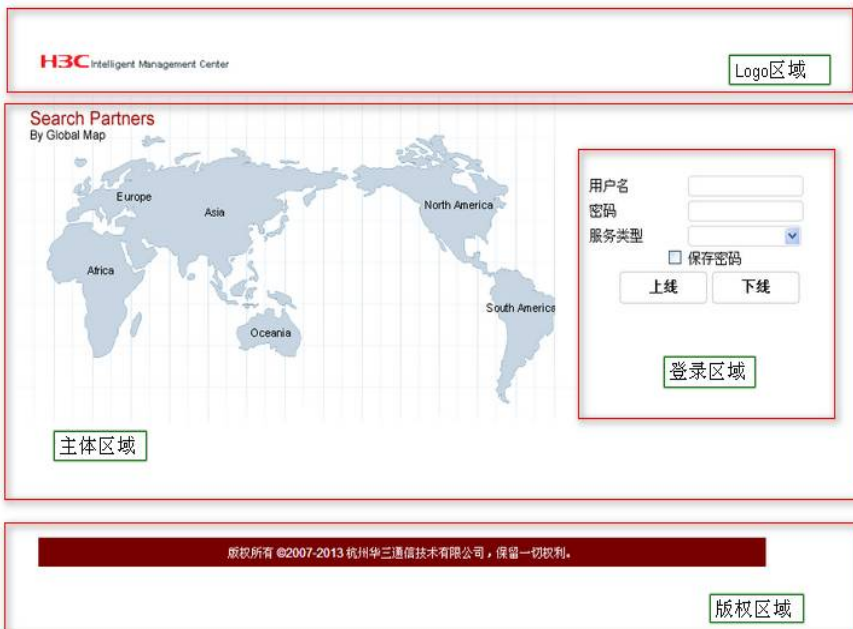 H3C Intelligent Management Center
Logo区域
Search Partners
By Global Map
Europe
Asia
North America
Africa
South America
Oceania
用户名
密码
服务类型
保存密码
上线 下线
登录区域
主体区域
版权所有 ©2007-2013 杭州华三通信技术有限公司，保留一切权利。
版权区域